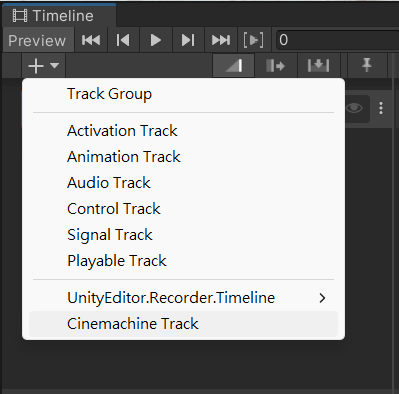 Timeline
Preview
0
Track Group
Activation Track
Animation Track
Audio Track
Control Track
Signal Track
Playable Track
UnityEditor.Recorder.Timeline
Cinemachine Track